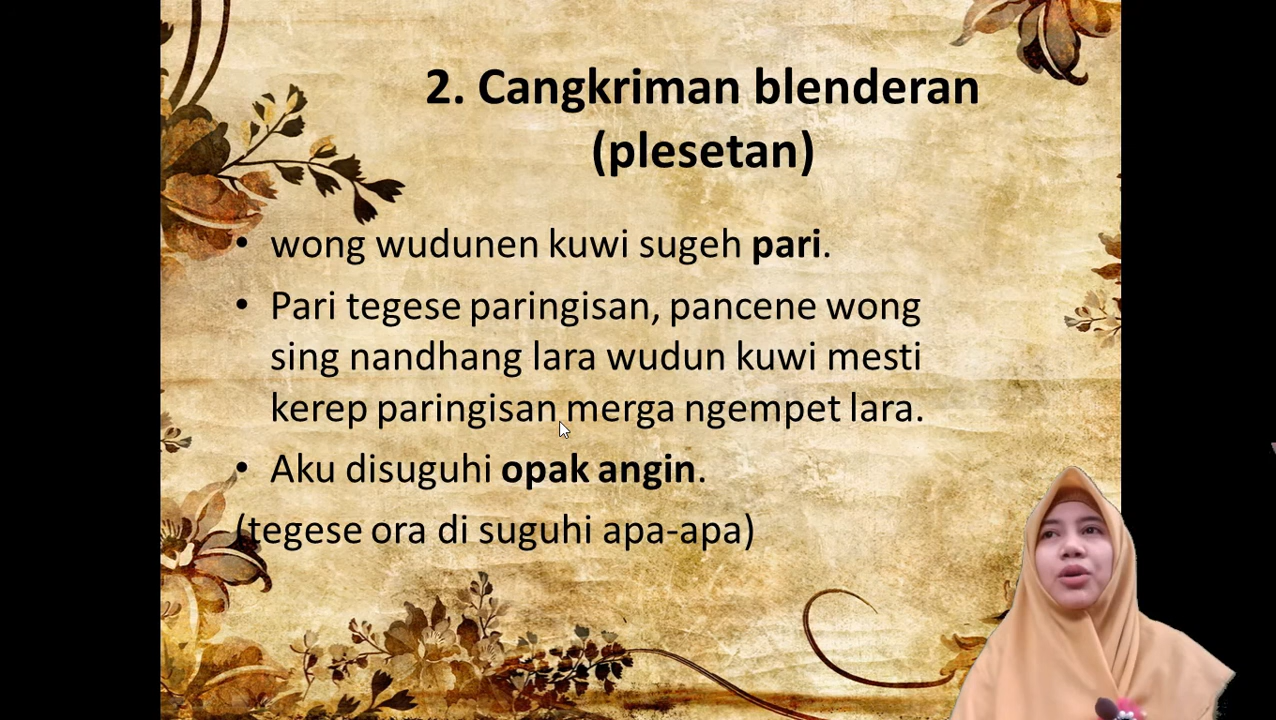 2. Cangkriman blenderan
(plesetan)
• wong wudunen kuwi sugeh pari.
• Pari tegese paringisan, pancene wong
sing nandhang lara wudun kuwi mesti
kerep paringisan merga ngempet lara.
• Aku disuguhi opak angin.
(tegese ora di suguhi apa-apa)